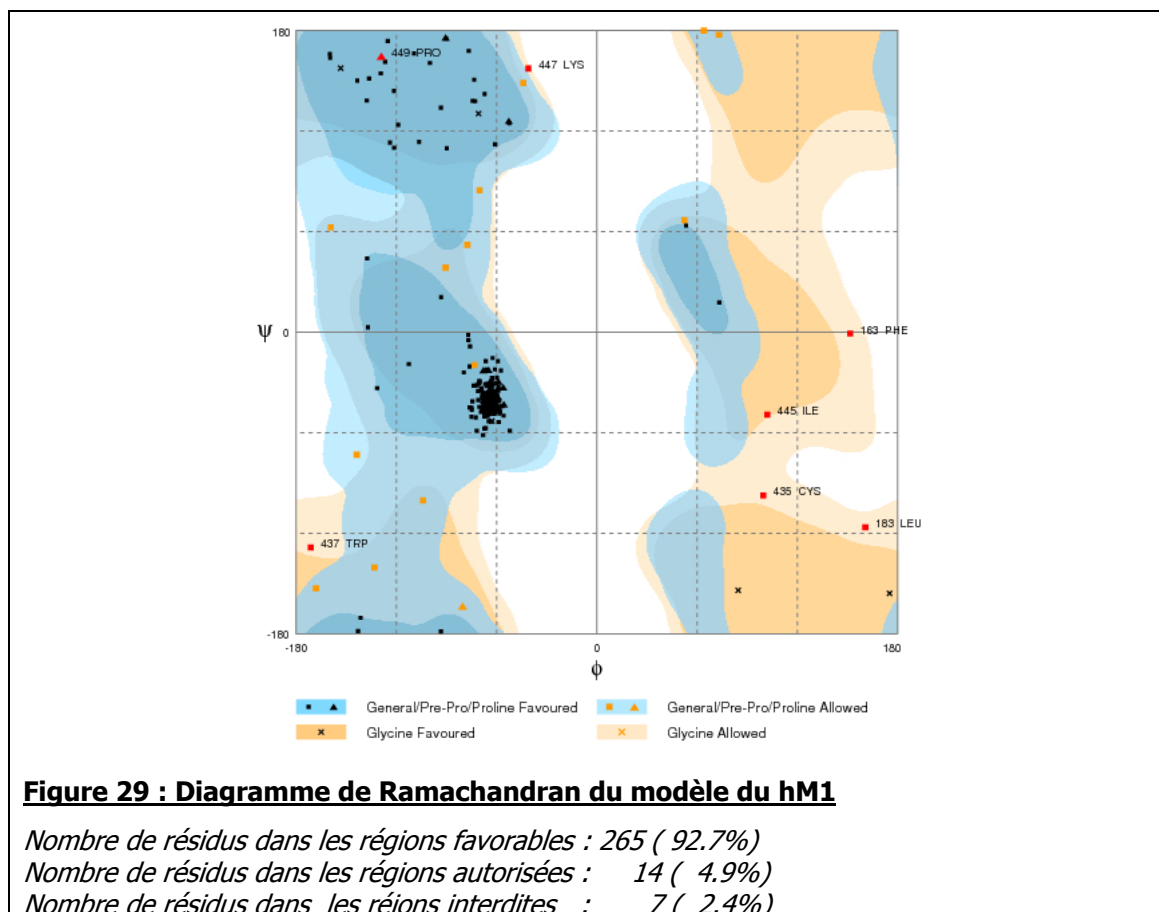 180
449 PRO
447 LYS
ψ 0
163 PHE
445 ILE
435 CYS
183 LEU
437 TRP
-180
-180 0 180
ϕ
General/Pre-Pro/Proline Favoured General/Pre-Pro/Proline Allowed
Glycine Favoured Glycine Allowed
Figure 29 : Diagramme de Ramachandran du modèle du hM1
Nombre de résidus dans les régions favorables : 265 ( 92.7%)
Nombre de résidus dans les régions autorisées : 14 ( 4.9%)
Nombre de résidus dans les réions interdites : 7 ( 2.4%)